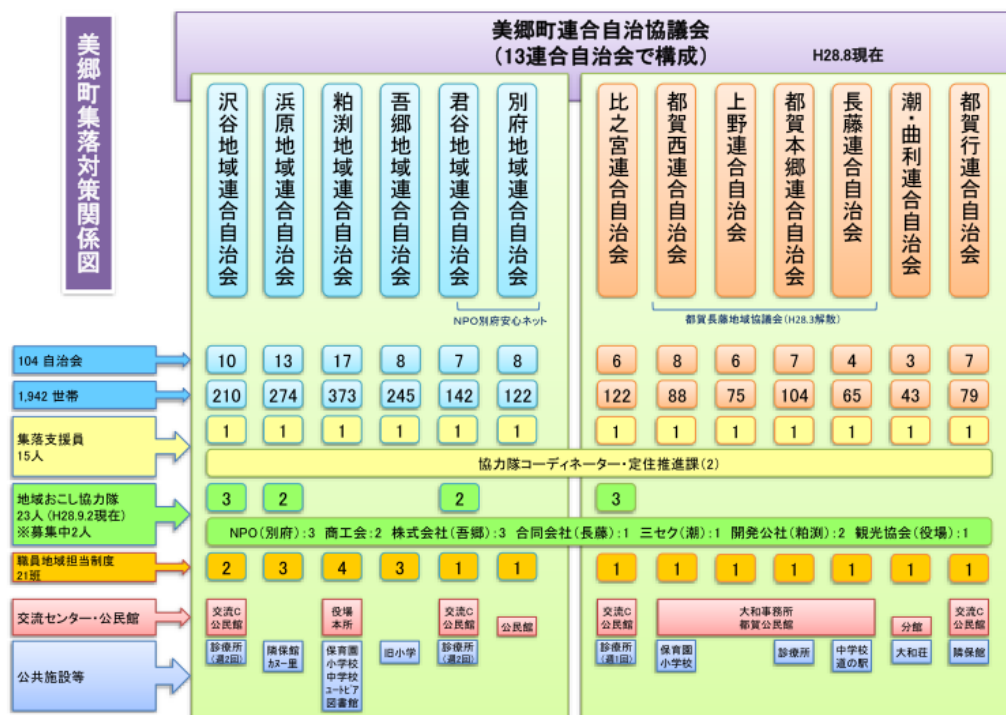 美郷町集落対策関係図
美郷町連合自治協議会
(13連合自治会で構成)
H28.8現在
沢谷地域連合自治会
浜原地域連合自治会
粕渕地域連合自治会
吾郷地域連合自治会
君谷地域連合自治会
別府地域連合自治会
比之宮連合自治会
都賀西連合自治会
上野連合自治会
都賀本郷連合自治会
長藤連合自治会
潮・曲利連合自治会
都賀行連合自治会
NPO別府安心ネット
都賀長藤地域協議会(H28.3解散)
104 自治会
10 13 17 8 7 8 6 8 6 7 4 3 7
1,942 世帯
210 274 373 245 142 122 122 88 75 104 65 43 79
集落支援員
15人
1 1 1 1 1 1 1 1 1 1 1 1 1
協力隊コーディネーター・定住推進課(2)
地域おこし協力隊
23人(H28.9.2現在)
※募集中2人
3 2 2 3
NPO(別府):3 商工会:2 株式会社(吾郷):3 合同会社(長藤):1 三セク(潮):1 開発公社(粕渕):2 観光協会(役場):1
職員地域担当制度
21班
2 3 4 3 1 1 1 1 1 1 1 1 1
交流センター・公民館
交流C
公民館
役場
本所
交流C
公民館
公民館
交流C
公民館
大和事務所
都賀公民館
分館
交流C
公民館
公共施設等
診療所
(週2回)
隣保館
カヌー里
保育園
小学校
中学校
ユートピア
図書館
旧小学
診療所
(週2回)
診療所
(週1回)
保育園
小学校
診療所
中学校
道の駅
大和荘
隣保館